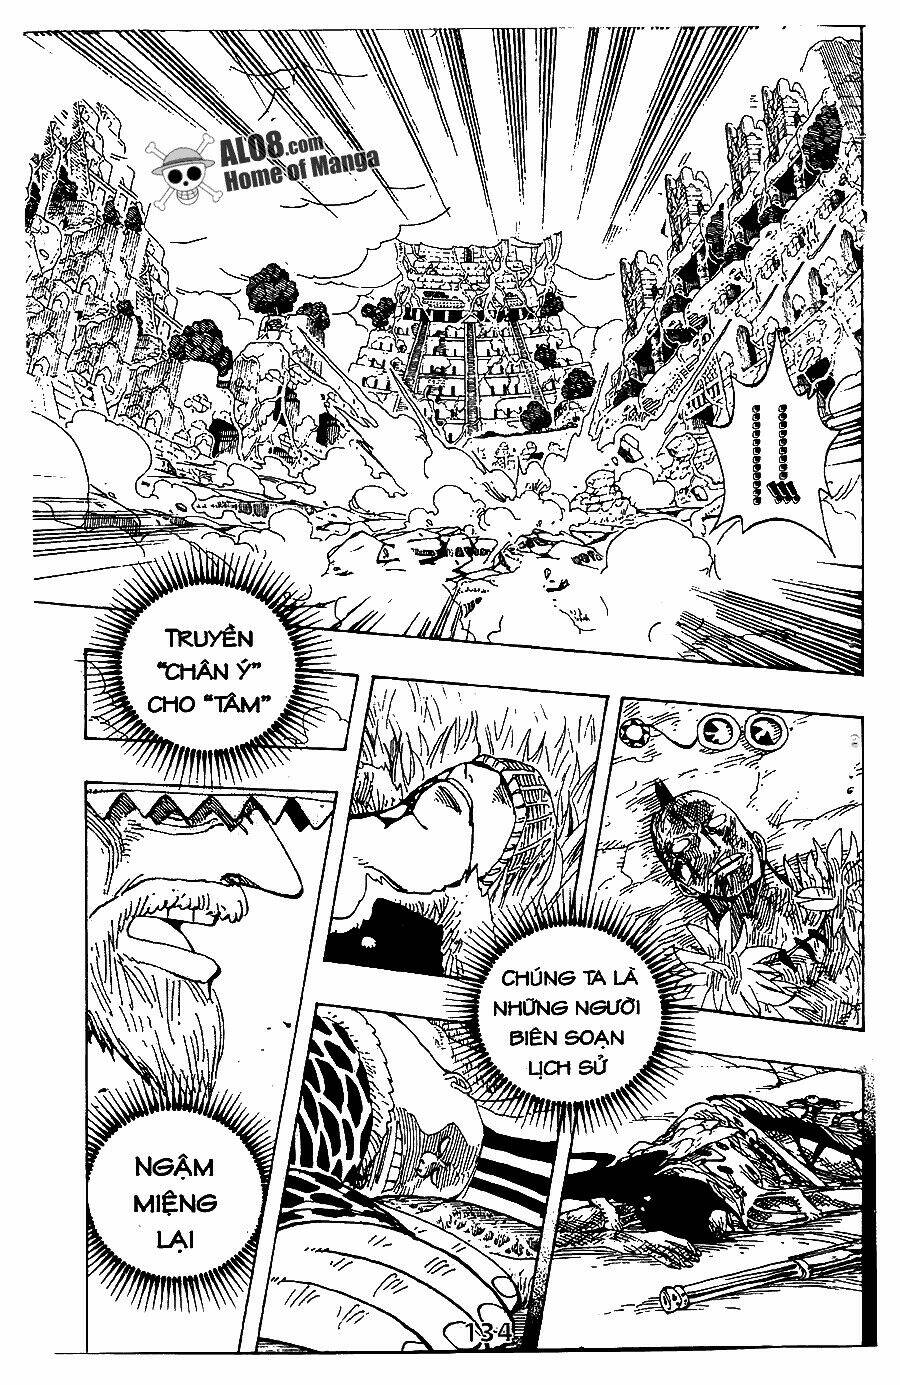 ALO8.com
Home of Manga
TRUYỀN
“CHÂN Ý”
CHO “TÂM”
CHÚNG TA LÀ
NHỮNG NGƯỜI
BIÊN SOẠN
LỊCH SỬ
NGẬM
MIỆNG
LẠI
134